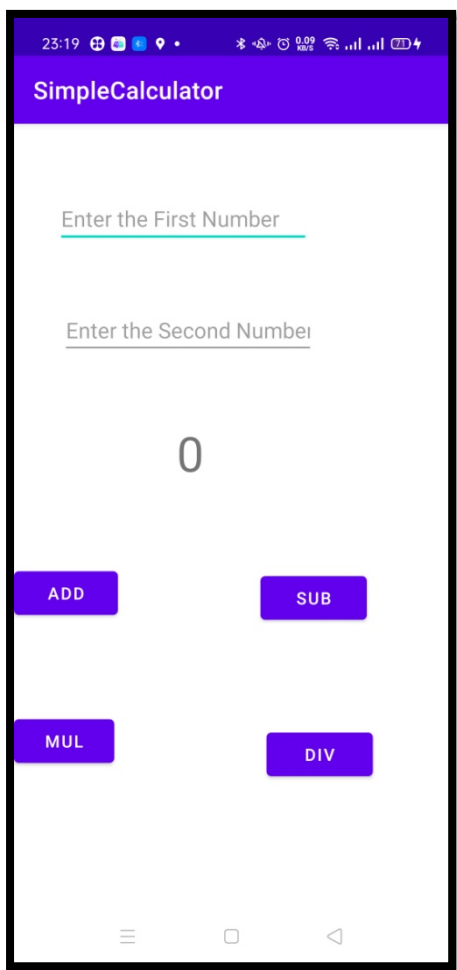 23:19 0.09 KB/S 71
SimpleCalculator
Enter the First Number
Enter the Second Number
0
ADD SUB
MUL DIV